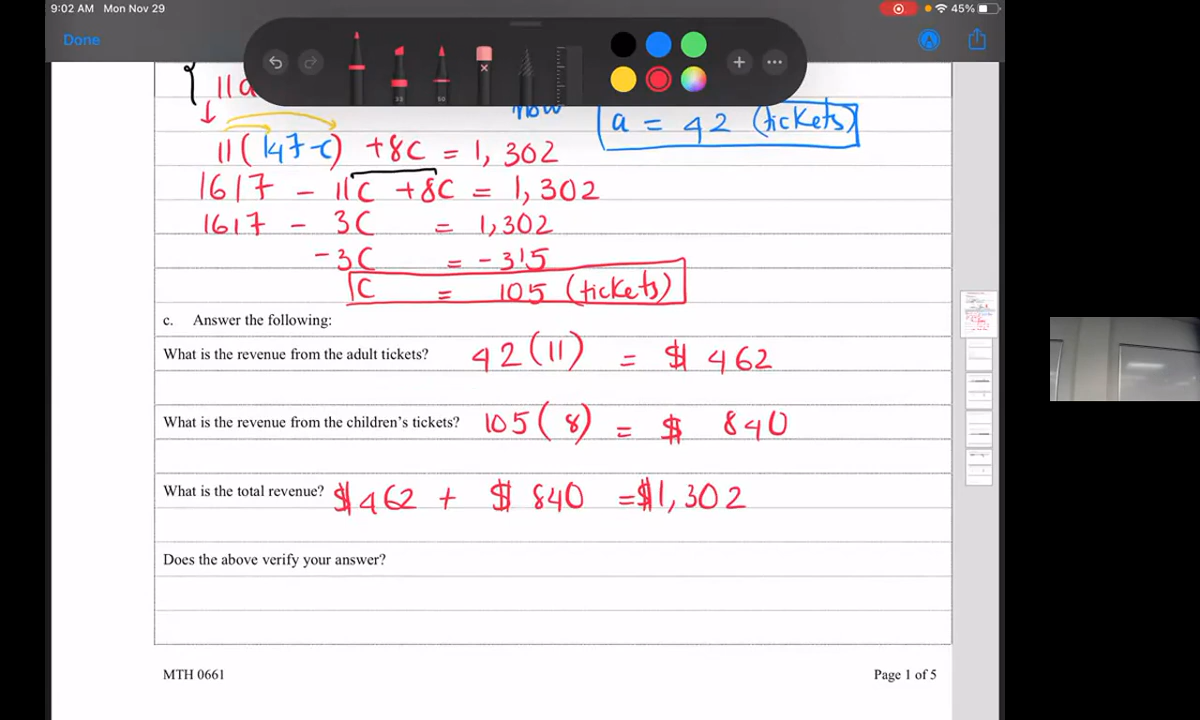 9:02 AM Mon Nov 29
45%
Done
11a
now
a = 42 (tickets)
11(147-c) +8c = 1,302
1617 - 11c +8c = 1,302
1617 - 3c = 1,302
-3c = -315
c = 105 (tickets)
c. Answer the following:
What is the revenue from the adult tickets? 42(11) = $462
What is the revenue from the children's tickets? 105(8) = $ 840
What is the total revenue? $462 + $ 840 = $1,302
Does the above verify your answer?
MTH 0661
Page 1 of 5